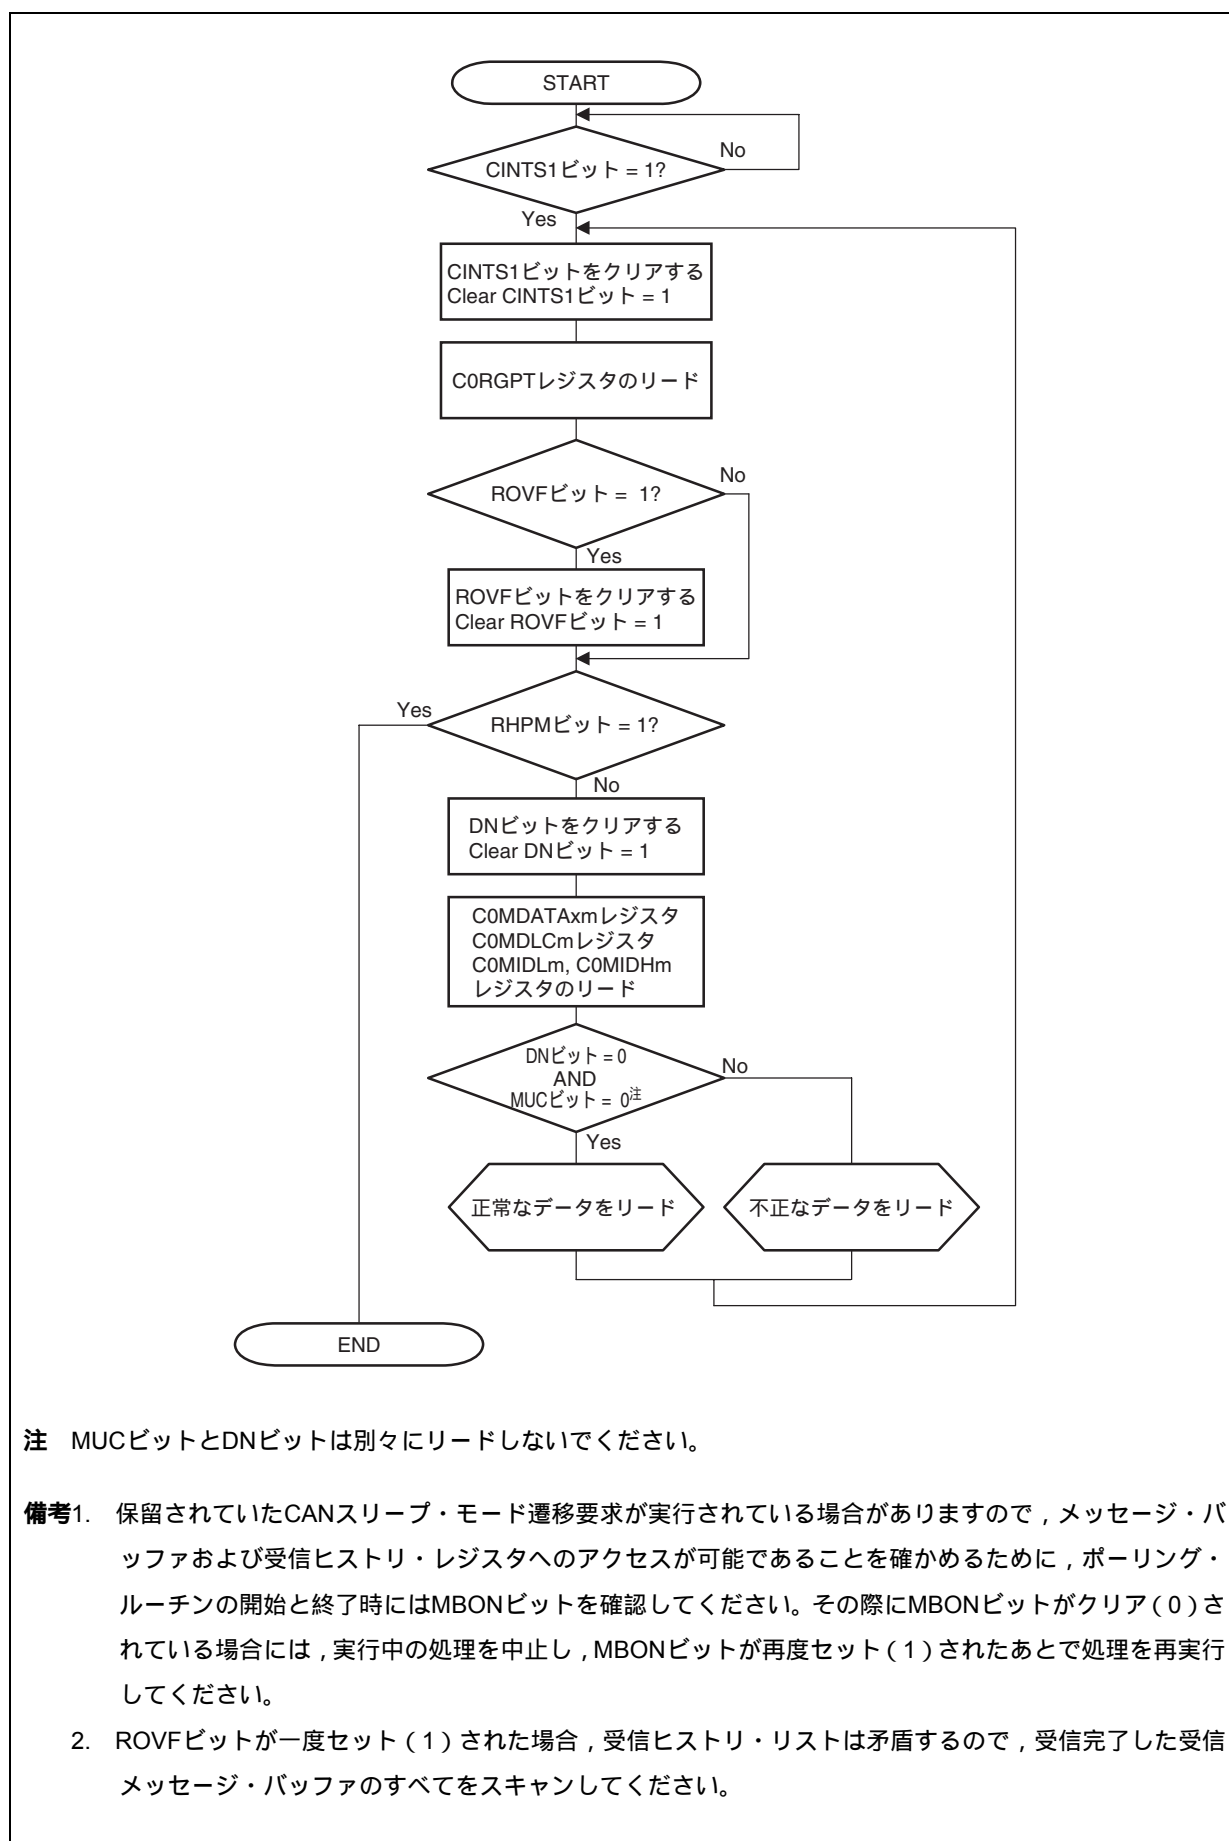 START
CINTS1ビット = 1?
No
Yes
CINTS1ビットをクリアする
Clear CINTS1ビット = 1
C0RGPTレジスタのリード
ROVFビット = 1?
No
Yes
ROVFビットをクリアする
Clear ROVFビット = 1
Yes
RHPMビット = 1?
No
DNビットをクリアする
Clear DNビット = 1
C0MDATAxmレジスタ
C0MDLCmレジスタ
C0MIDLm, C0MIDHm
レジスタのリード
DNビット = 0
AND
MUCビット = 0注
No
Yes
正常なデータをリード
不正なデータをリード
END
注 MUCビットとDNビットは別々にリードしないでください。
備考1. 保留されていたCANスリープ・モード遷移要求が実行されている場合がありますので，メッセージ・バ
ッファおよび受信ヒストリ・レジスタへのアクセスが可能であることを確かめるために，ポーリング・
ルーチンの開始と終了時にはMBONビットを確認してください。その際にMBONビットがクリア（0）さ
れている場合には，実行中の処理を中止し，MBONビットが再度セット（1）されたあとで処理を再実行
してください。
2. ROVFビットが一度セット（1）された場合，受信ヒストリ・リストは矛盾するので，受信完了した受信
メッセージ・バッファのすべてをスキャンしてください。